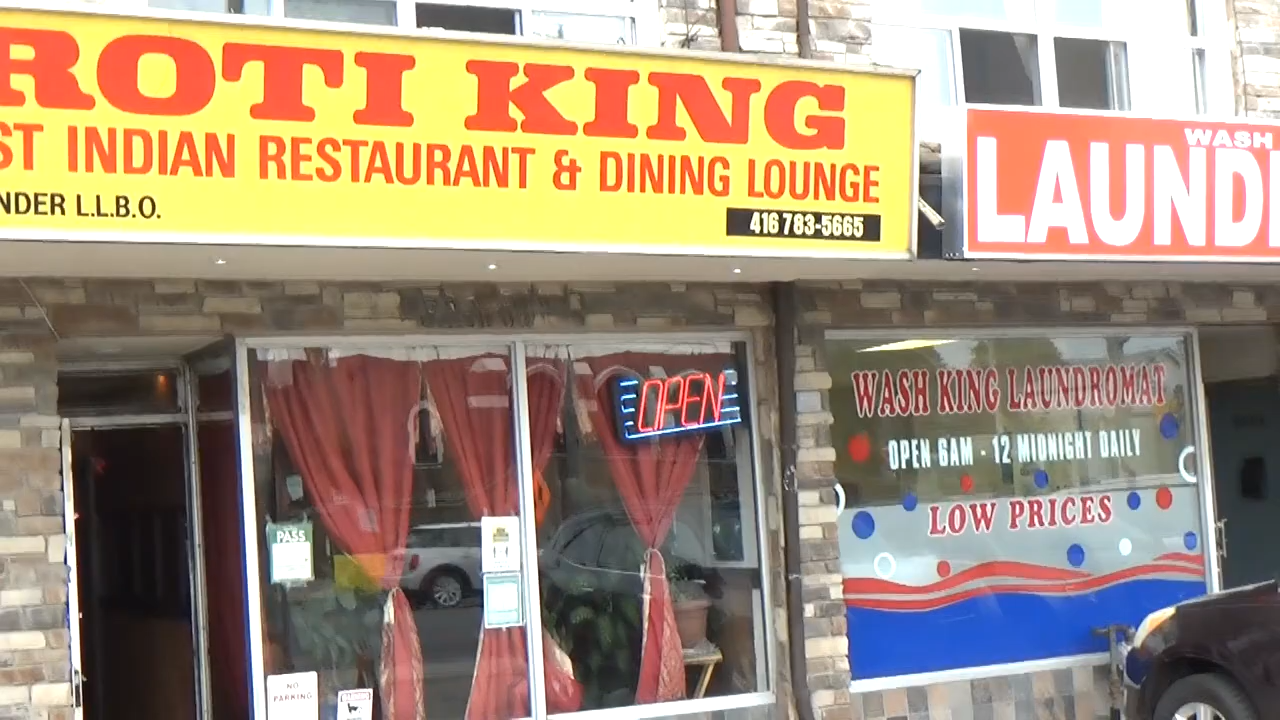 ROTI KING
ST INDIAN RESTAURANT & DINING LOUNGE
NDER L.L.B.O.
416 783-5665
WASH
LAUND
OPEN
WASH KING LAUNDROMAT
OPEN 6AM - 12 MIDNIGHT DAILY
LOW PRICES
PASS
NO
PARKING